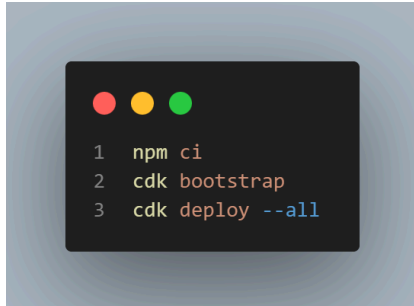 1 npm ci
2 cdk bootstrap
3 cdk deploy --all